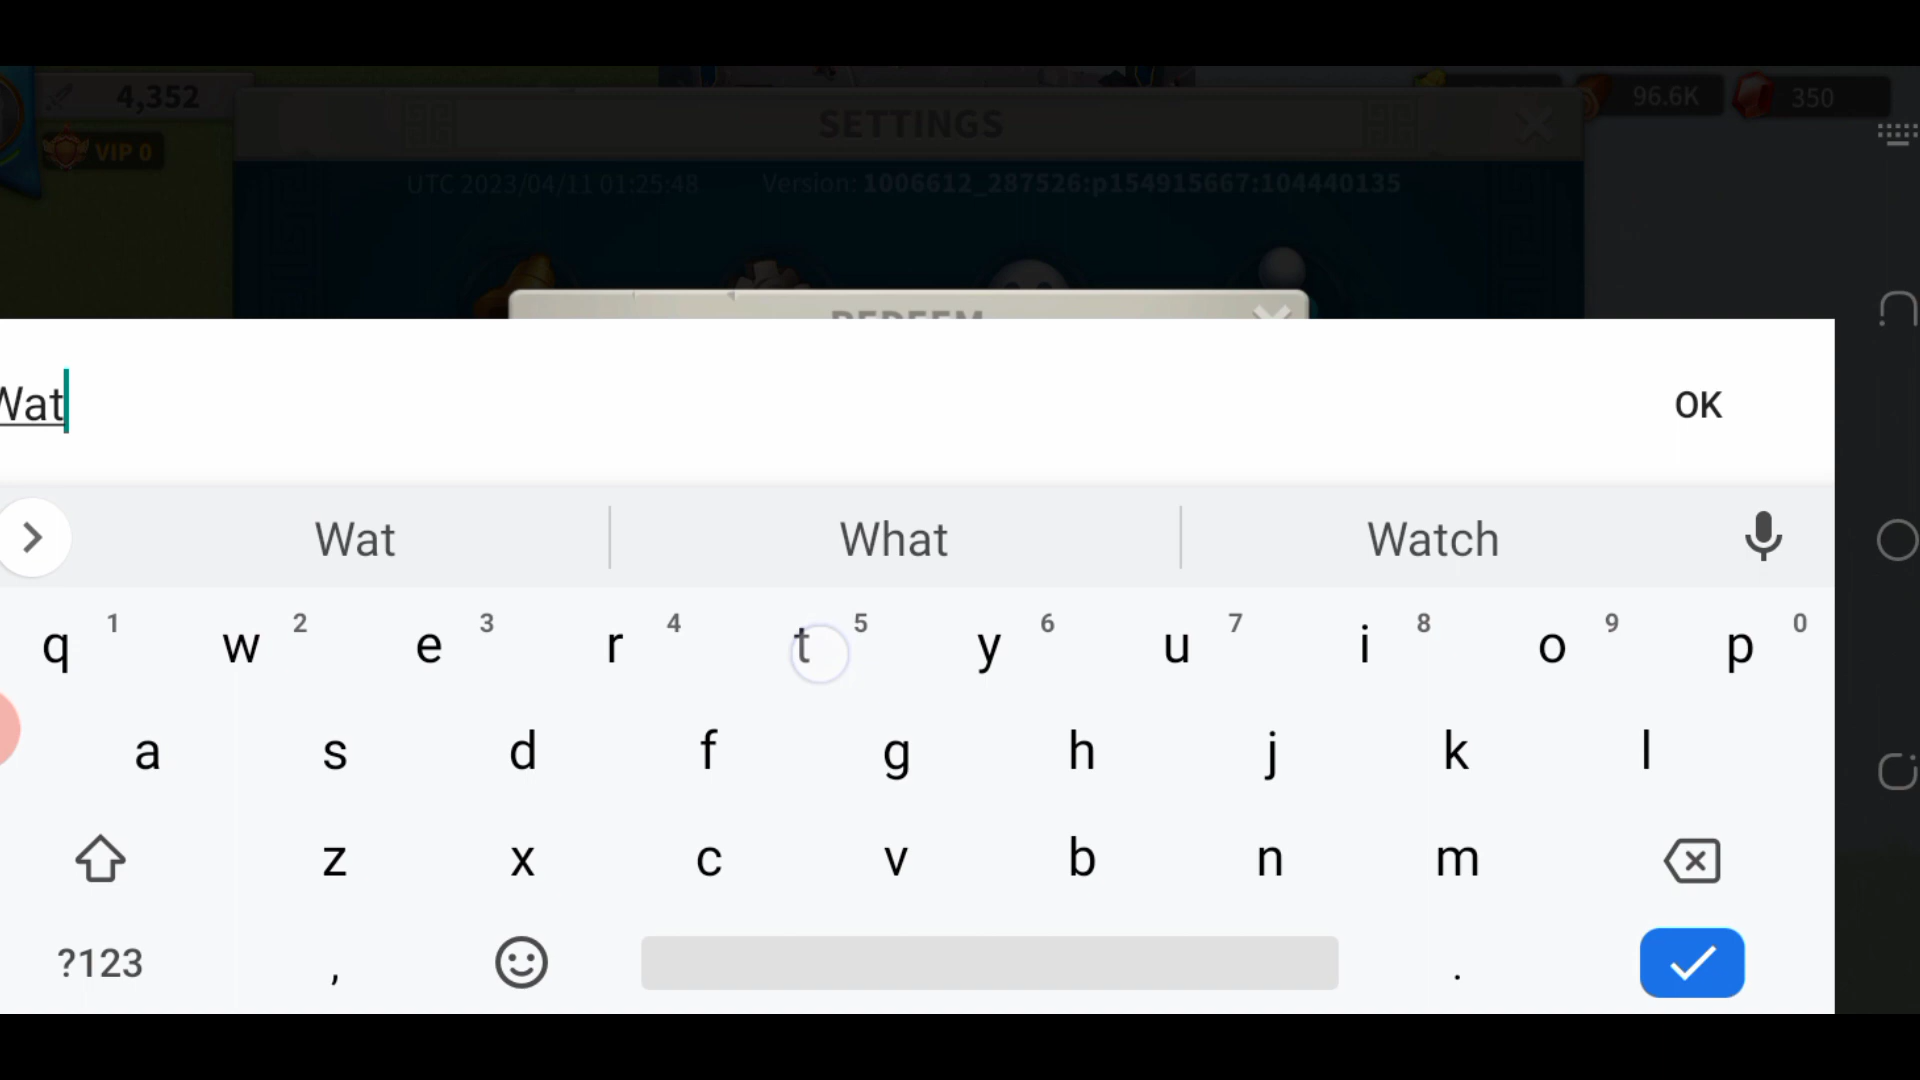 4,352
SETTINGS
96.6K
350
VIP 0
UTC 2023/04/11 01:25:48
Version: 1006612_287526:p154915667:104440135
REDEEM
Wat
OK
Wat
What
Watch
q 1 w 2 e 3 r 4 t 5 y 6 u 7 i 8 o 9 p 0
a s d f g h j k l
z x c v b n m
?123 , .